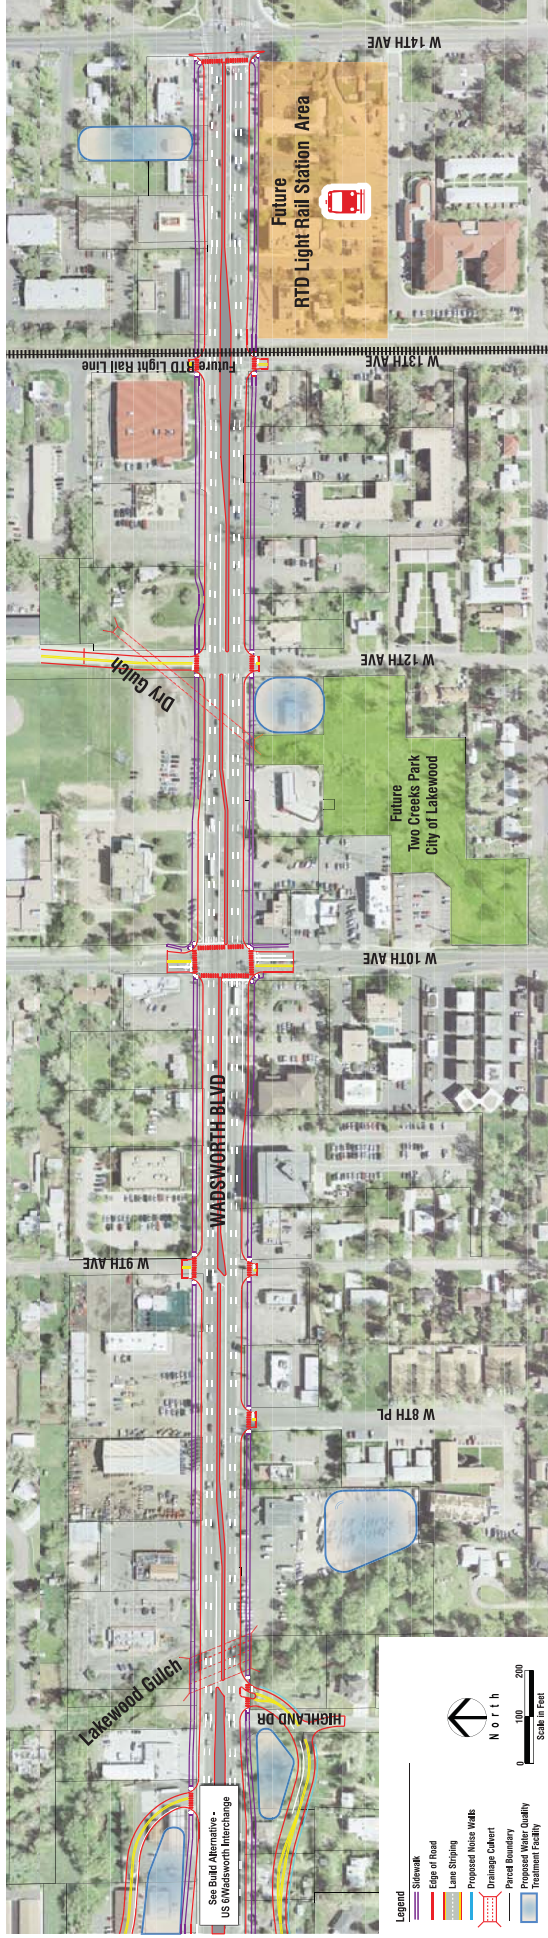 W 14TH AVE
Future
RTD Light Rail Station Area
Future RTD Light Rail Line
W 13TH AVE
W 12TH AVE
Dry Gulch
Future
Two Creeks Park
City of Lakewood
W 10TH AVE
WADSWORTH BLVD
W 9TH AVE
W 8TH PL
Lakewood Gulch
HIGHLAND DR
See Build Alternative -
US 6/Wadsworth Interchange
North
0 100 200
Scale in Feet
Legend
Sidewalk
Edge of Road
Lane Striping
Proposed Noise Walls
Drainage Culvert
Parcel Boundary
Proposed Water Quality
Treatment Facility